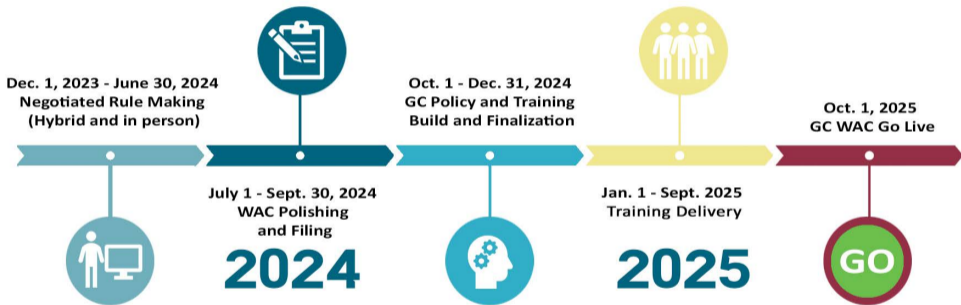 Dec. 1, 2023 - June 30, 2024
Negotiated Rule Making
(Hybrid and in person)
July 1 - Sept. 30, 2024
WAC Polishing
and Filing
2024
Oct. 1 - Dec. 31, 2024
GC Policy and Training
Build and Finalization
Jan. 1 - Sept. 2025
Training Delivery
2025
Oct. 1, 2025
GC WAC Go Live
GO